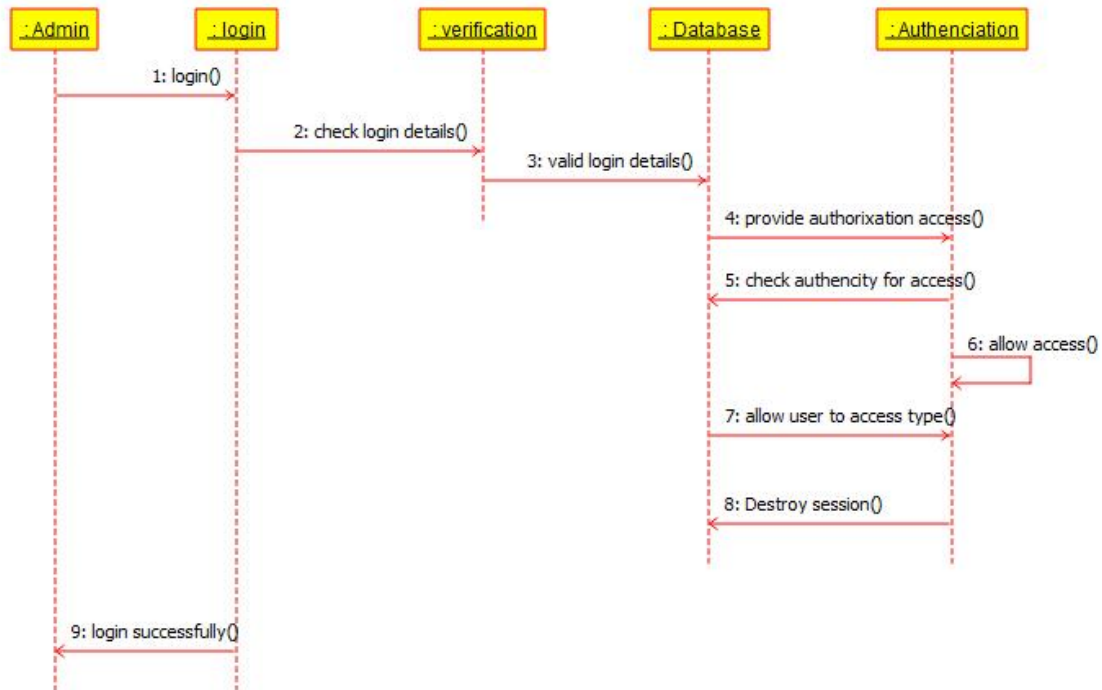 : Admin
: login
: verification
: Database
: Authenciation
1: login()
2: check login details()
3: valid login details()
4: provide authorixation access()
5: check authencity for access()
6: allow access()
7: allow user to access type()
8: Destroy session()
9: login successfully()